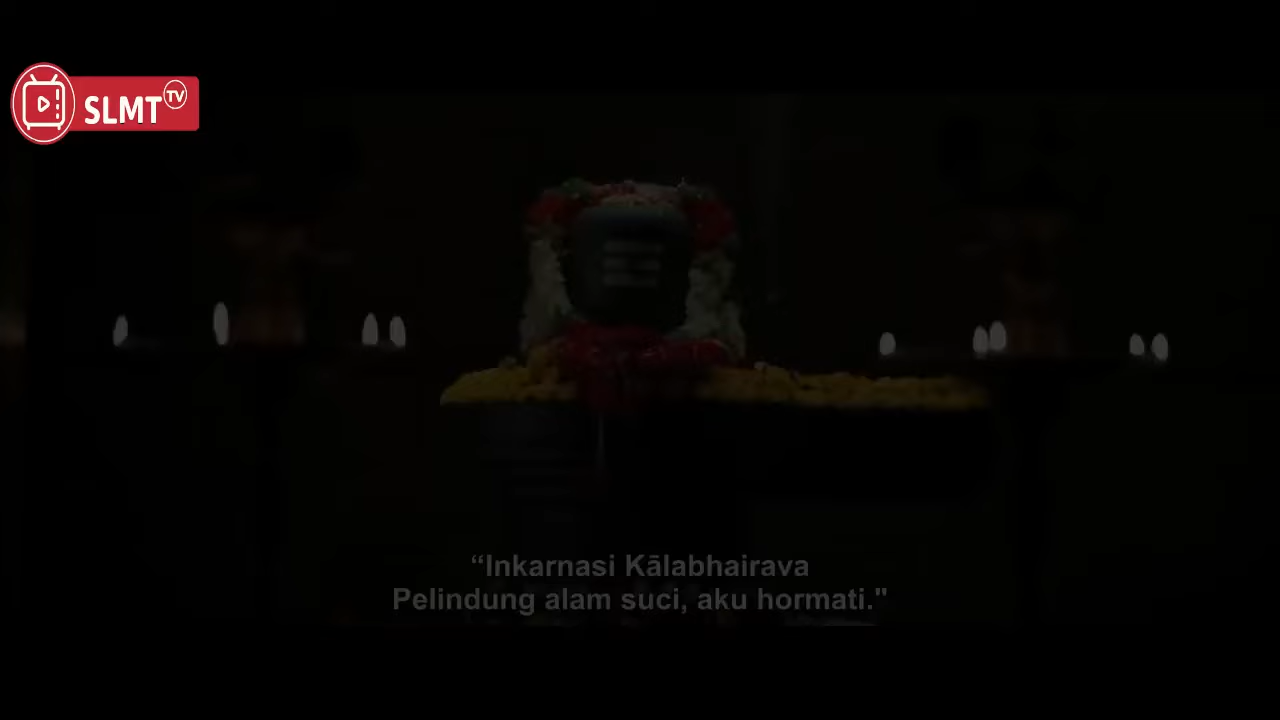 SLMT TV
“Inkarnasi Kālabhairava
Pelindung alam suci, aku hormati."